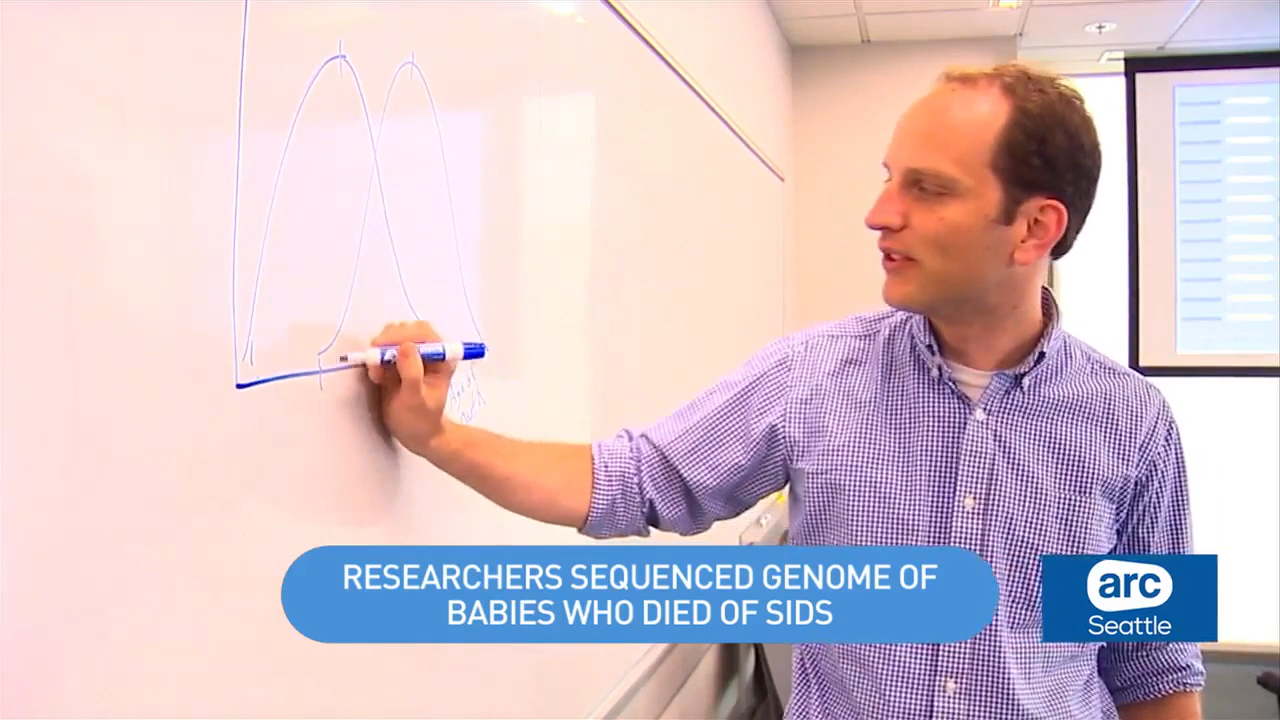 RESEARCHERS SEQUENCED GENOME OF
BABIES WHO DIED OF SIDS
arc
Seattle